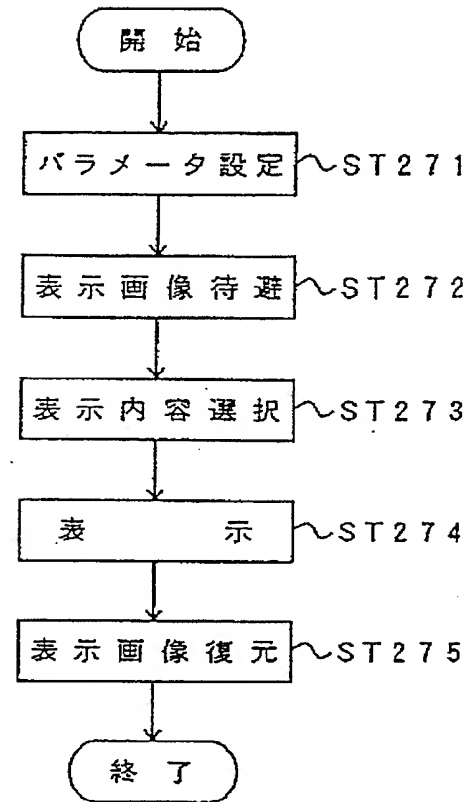 開始
パラメータ設定 ST271
表示画像待避 ST272
表示内容選択 ST273
表示 ST274
表示画像復元 ST275
終了